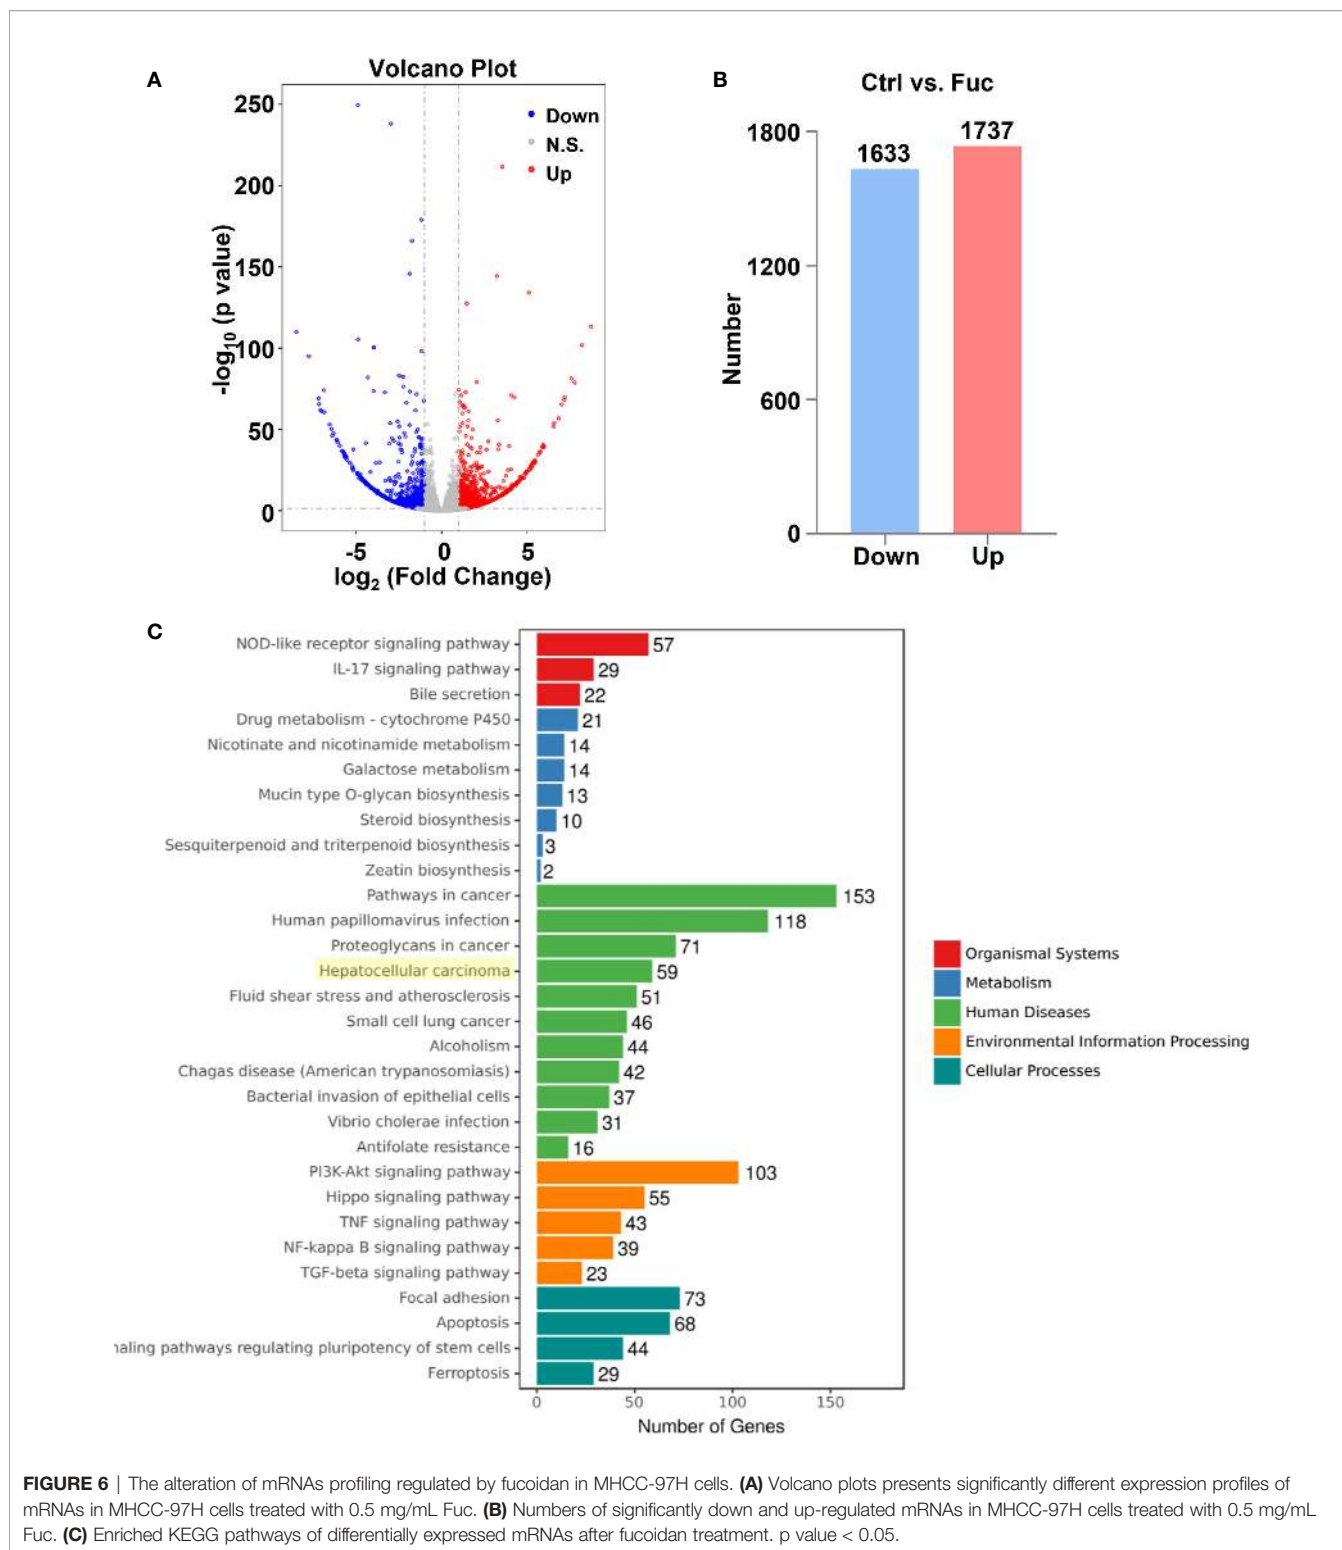 A
Volcano Plot
250
200
150
100
50
0
-log10 (p value)
Down
N.S.
Up
-5
0
5
log2 (Fold Change)
B
Ctrl vs. Fuc
1800
1200
600
0
Number
1633
1737
Down
Up
C
NOD-like receptor signaling pathway 57
IL-17 signaling pathway 29
Bile secretion 22
Drug metabolism - cytochrome P450 21
Nicotinate and nicotinamide metabolism 14
Galactose metabolism 14
Mucin type O-glycan biosynthesis 13
Steroid biosynthesis 10
Sesquiterpenoid and triterpenoid biosynthesis 3
Zeatin biosynthesis 2
Pathways in cancer 153
Human papillomavirus infection 118
Proteoglycans in cancer 71
Hepatocellular carcinoma 59
Fluid shear stress and atherosclerosis 51
Small cell lung cancer 46
Alcoholism 44
Chagas disease (American trypanosomiasis) 42
Bacterial invasion of epithelial cells 37
Vibrio cholerae infection 31
Antifolate resistance 16
PI3K-Akt signaling pathway 103
Hippo signaling pathway 55
TNF signaling pathway 43
NF-kappa B signaling pathway 39
TGF-beta signaling pathway 23
Focal adhesion 73
Apoptosis 68
naling pathways regulating pluripotency of stem cells 44
Ferroptosis 29
0 50 100 150
Number of Genes
Organismal Systems
Metabolism
Human Diseases
Environmental Information Processing
Cellular Processes
FIGURE 6 | The alteration of mRNAs profiling regulated by fucoidan in MHCC-97H cells. (A) Volcano plots presents significantly different expression profiles of
mRNAs in MHCC-97H cells treated with 0.5 mg/mL Fuc. (B) Numbers of significantly down and up-regulated mRNAs in MHCC-97H cells treated with 0.5 mg/mL
Fuc. (C) Enriched KEGG pathways of differentially expressed mRNAs after fucoidan treatment. p value < 0.05.